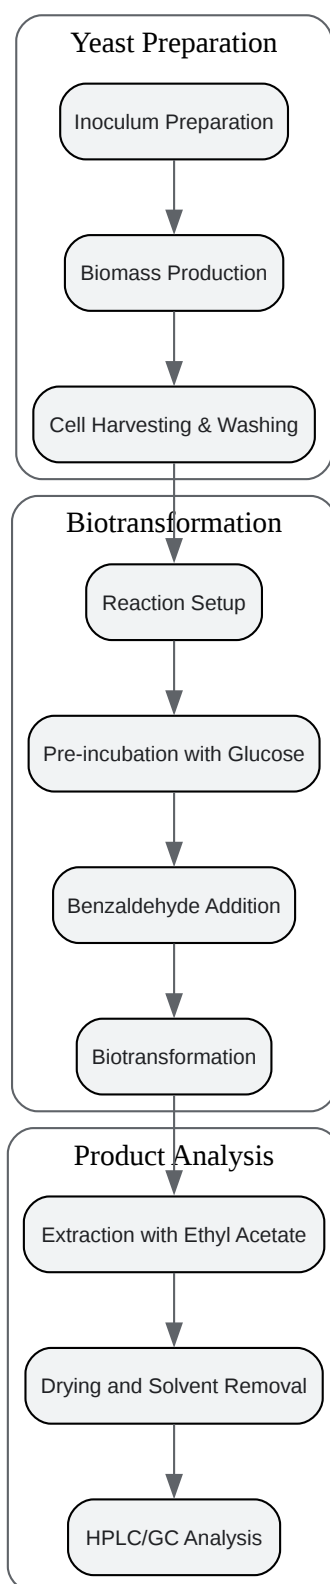 Yeast Preparation
Inoculum Preparation
Biomass Production
Cell Harvesting & Washing
Biotransformation
Reaction Setup
Pre-incubation with Glucose
Benzaldehyde Addition
Biotransformation
Product Analysis
Extraction with Ethyl Acetate
Drying and Solvent Removal
HPLC/GC Analysis